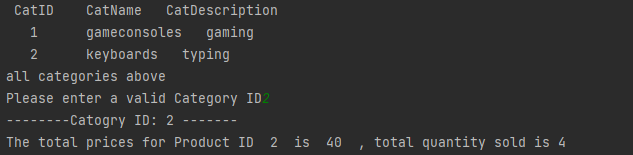 CatID    CatName   CatDescription
1      gameconsoles   gaming
2      keyboards   typing
all categories above
Please enter a valid Category ID2
--------Catogry ID: 2 -------
The total prices for Product ID  2  is  40  , total quantity sold is 4